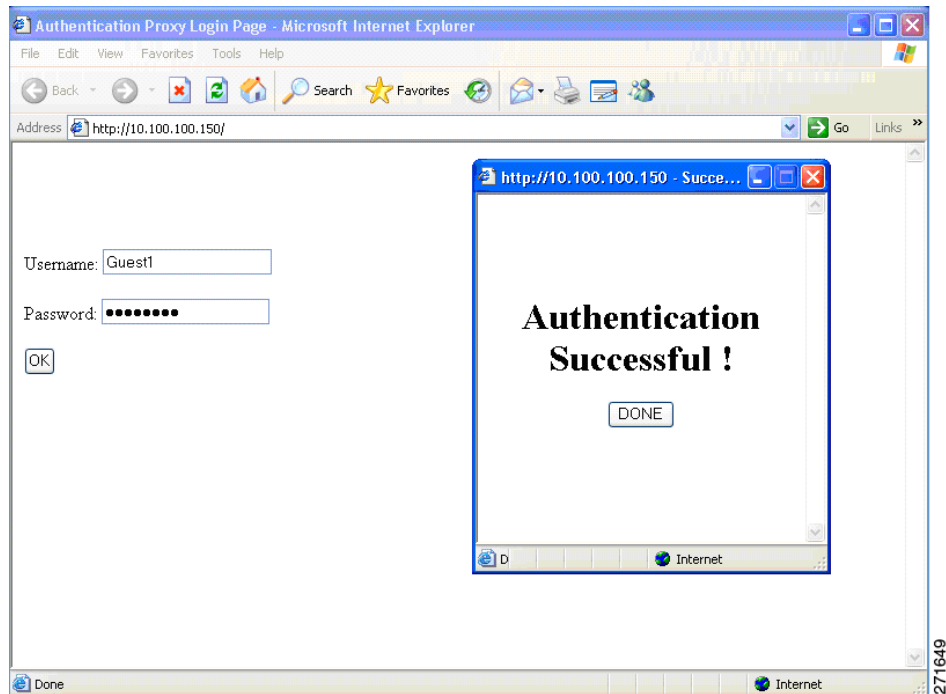 Authentication Proxy Login Page - Microsoft Internet Explorer
File Edit View Favorites Tools Help
Back Search Favorites
Address http://10.100.100.150/ Go Links »
http://10.100.100.150 - Succe...
Username: Guest1
Password: ••••••••
OK
Authentication
Successful !
DONE
D Internet
Done Internet
271649